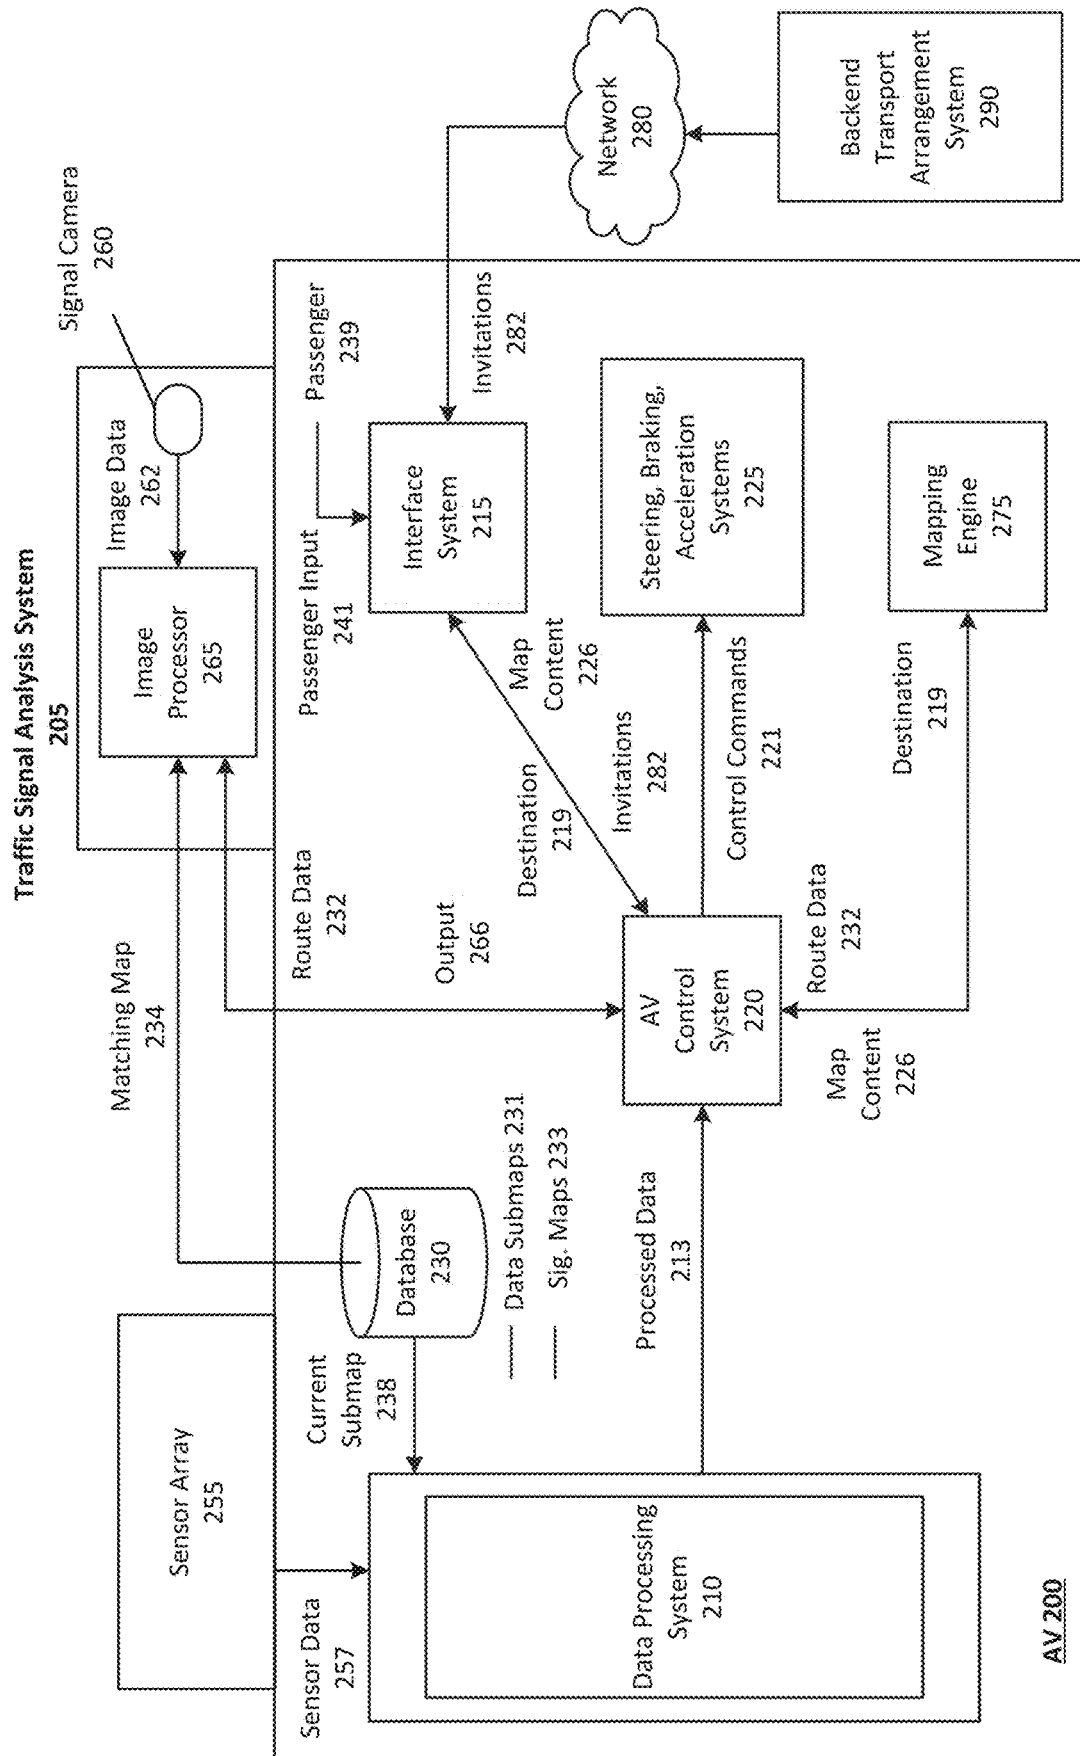 Traffic Signal Analysis System
205
Sensor Array
255
Matching Map
234
Image
Processor
265
Image Data
262
Signal Camera
260
Sensor Data
257
Current
Submap
238
Database
230
Data Submaps 231
Sig. Maps 233
Route Data
232
Output
266
Passenger Input
241
Passenger
239
Interface
System
215
Invitations
282
Network
280
Backend
Transport
Arrangement
System
290
Destination
219
Map
Content
226
Invitations
282
Data Processing
System
210
Processed Data
213
AV
Control
System
220
Control Commands
221
Steering, Braking,
Acceleration
Systems
225
Map
Content
226
Route Data
232
Destination
219
Mapping
Engine
275
AV 200